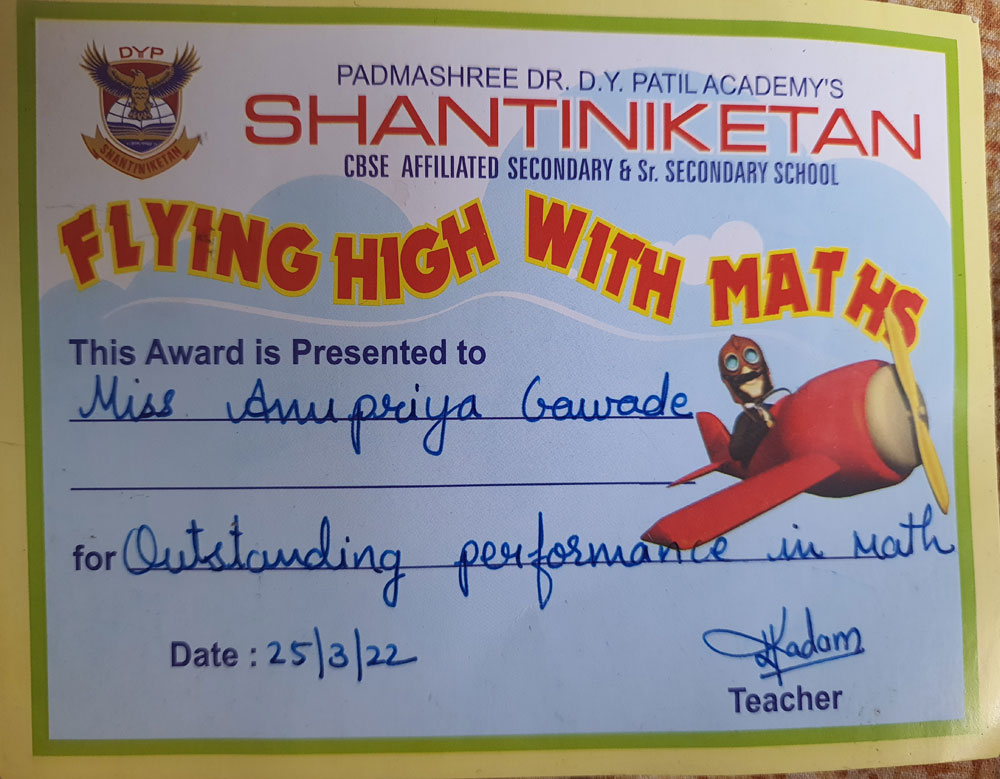 DYP
SHANTINIKETAN
PADMASHREE DR. D.Y. PATIL ACADEMY'S
SHANTINIKETAN
CBSE AFFILIATED SECONDARY & Sr. SECONDARY SCHOOL
FLYING HIGH WITH MATHS
This Award is Presented to
Miss Anupriya Gawade
for Outstanding performance in math
Date : 25/3/22
Kadam
Teacher